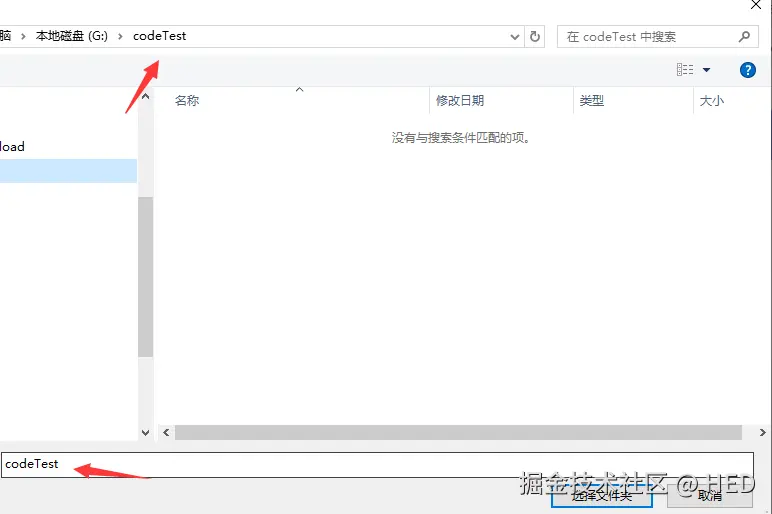 脑 › 本地磁盘 (G:) › codeTest
在 codeTest 中搜索
名称 修改日期 类型 大小
没有与搜索条件匹配的项。
load
codeTest
掘金技术社区 @ HED
选择文件夹 取消